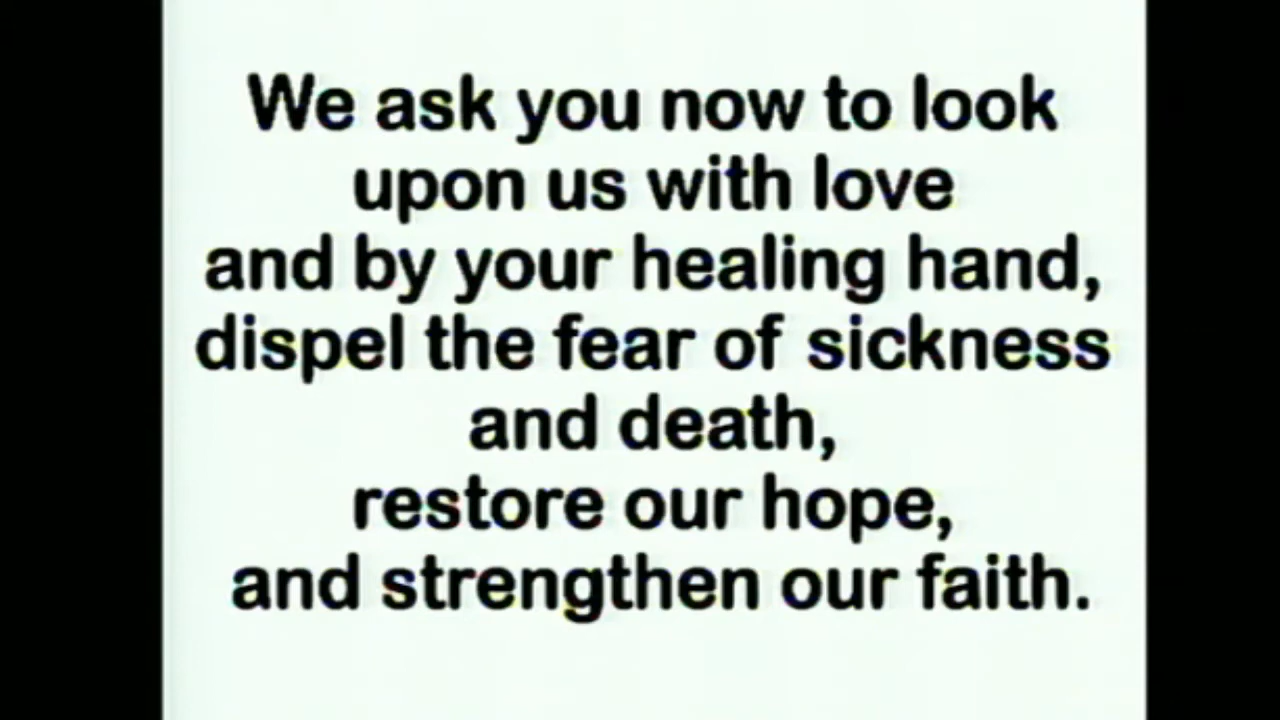 We ask you now to look
upon us with love
and by your healing hand,
dispel the fear of sickness
and death,
restore our hope,
and strengthen our faith.